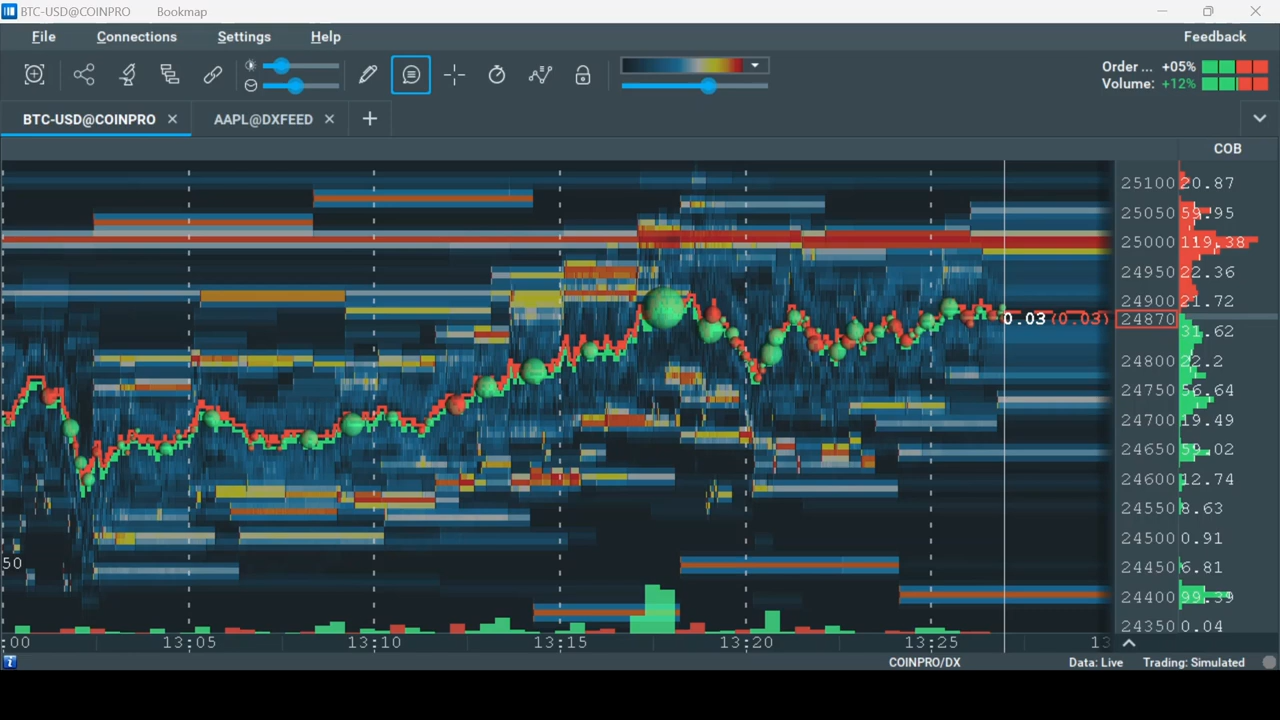 BTC-USD@COINPRO Bookmap
File Connections Settings Help Feedback
Order ... +05%
Volume: +12%
BTC-USD@COINPRO AAPL@DXFEED
COB
25100 20.87
25050 59.95
25000 119.38
24950 22.36
24900 21.72
0.03 (0.03) 24870
31.62
24800 22.2
24750 56.64
24700 19.49
24650 59.02
24600 12.74
24550 8.63
24500 0.91
50
24450 6.81
24400 99.39
24350 0.04
:00 13:05 13:10 13:15 13:20 13:25 13
COINPRO/DX Data: Live Trading: Simulated